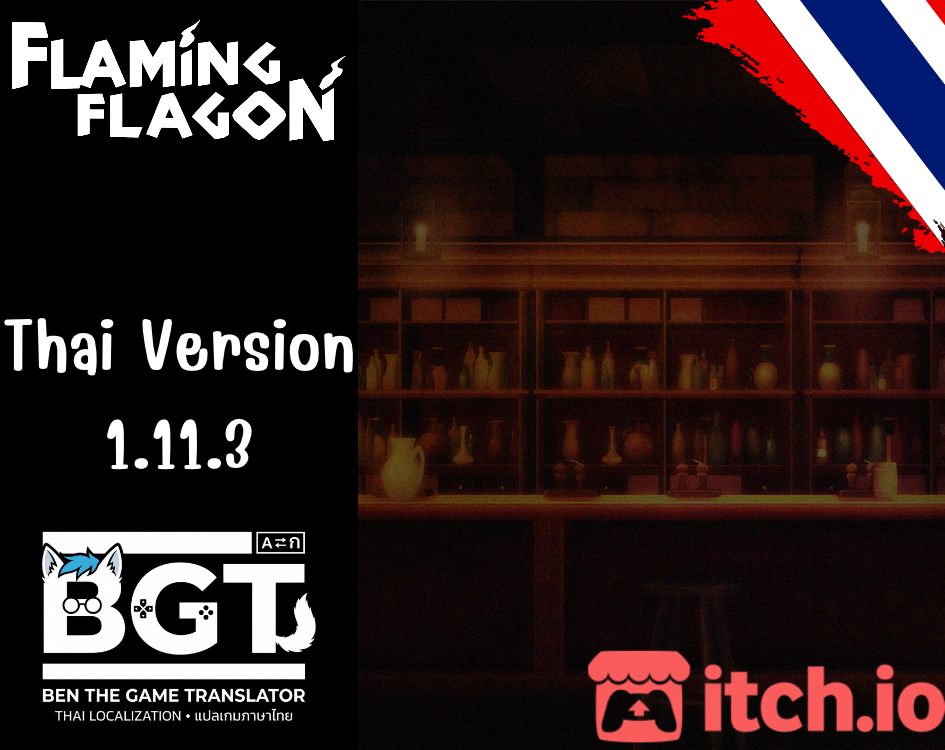 FLAMING
FLAGON
Thai Version
1.11.3
A⇄ก
BGT
BEN THE GAME TRANSLATOR
THAI LOCALIZATION • แปลเกมภาษาไทย
itch.io